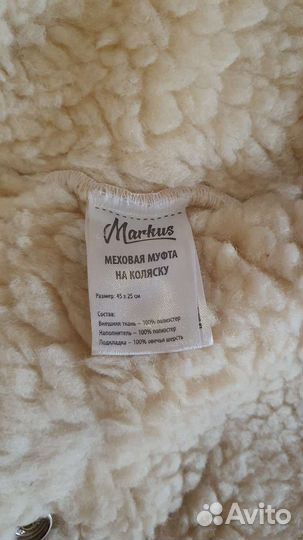 Markus
МЕХОВАЯ МУФТА
НА КОЛЯСКУ
Размер: 45 х 25 см
Состав:
Внешняя ткань – 100% полиэстер
Наполнитель – 100% полиэстер
Подкладка – 100% овечья шерсть
Avito